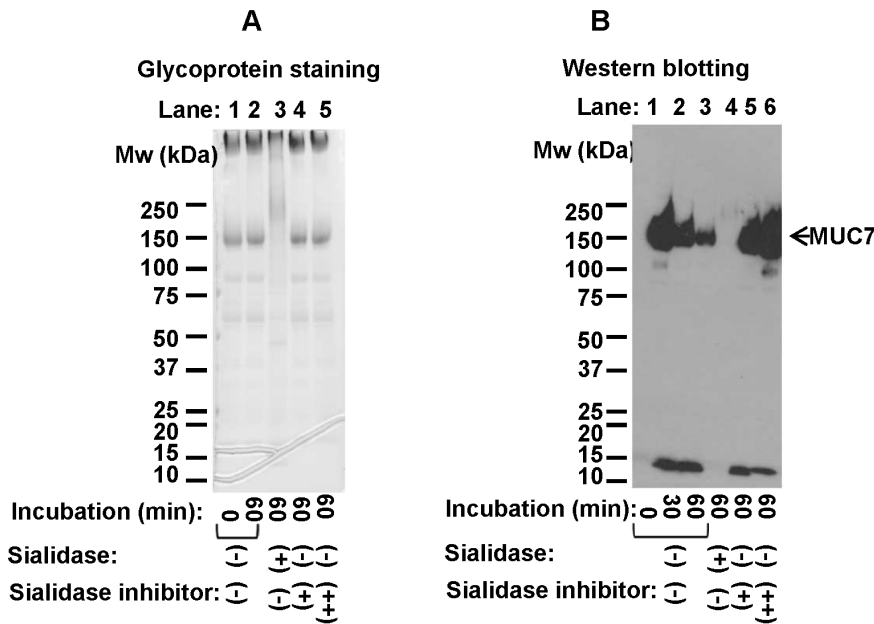 A
Glycoprotein staining
Lane: 1 2 3 4 5
Mw (kDa)
250
150
100
75
50
37
25
20
15
10
Incubation (min): 0 60 60 60 60
Sialidase: (-) (+) (-) (-)
Sialidase inhibitor: (-) (-) (+) (++)
B
Western blotting
Lane: 1 2 3 4 5 6
Mw (kDa)
250
150
100
75
50
37
25
20
15
10
MUC7
Incubation (min): 0 30 60 60 60 60
Sialidase: (-) (+) (-) (-)
Sialidase inhibitor: (-) (-) (+) (++)